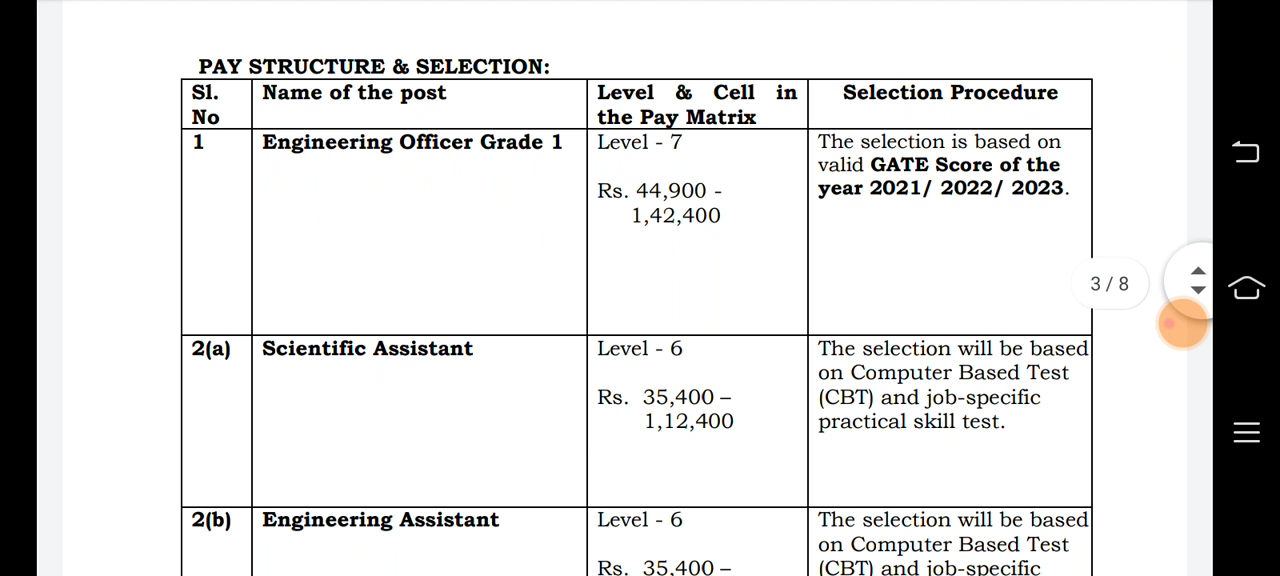 PAY STRUCTURE & SELECTION:
Sl. No
Name of the post
Level & Cell in
the Pay Matrix
Selection Procedure
1
Engineering Officer Grade 1
Level - 7
Rs. 44,900 -
1,42,400
The selection is based on
valid GATE Score of the
year 2021/ 2022/ 2023.
3 / 8
2(a)
Scientific Assistant
Level - 6
Rs. 35,400 –
1,12,400
The selection will be based
on Computer Based Test
(CBT) and job-specific
practical skill test.
2(b)
Engineering Assistant
Level - 6
Rs. 35,400 –
The selection will be based
on Computer Based Test
(CBT) and job-specific